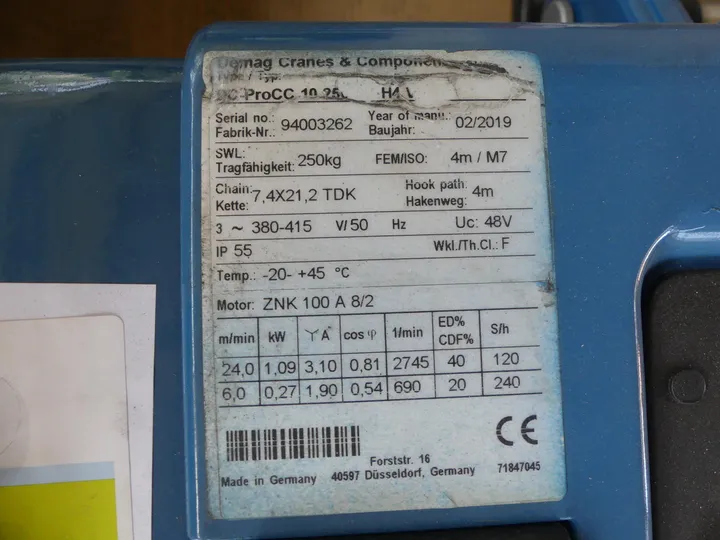 Demag Cranes & Components
Type / Typ
DC-ProCC 10-250 H4
Serial no.:
Fabrik-Nr.: 94003262 Year of manu.:
Baujahr: 02/2019
SWL:
Tragfähigkeit: 250kg FEM/ISO: 4m / M7
Chain:
Kette: 7,4X21,2 TDK Hook path:
Hakenweg: 4m
3 ~ 380-415 V/ 50 Hz Uc: 48V
IP 55 Wkl./Th.Cl.: F
Temp.: -20- +45 °C
Motor: ZNK 100 A 8/2
m/min kW Y A cos φ 1/min ED% CDF% S/h
24,0 1,09 3,10 0,81 2745 40 120
6,0 0,27 1,90 0,54 690 20 240
CE
Forststr. 16
Made in Germany 40597 Düsseldorf, Germany 71847045